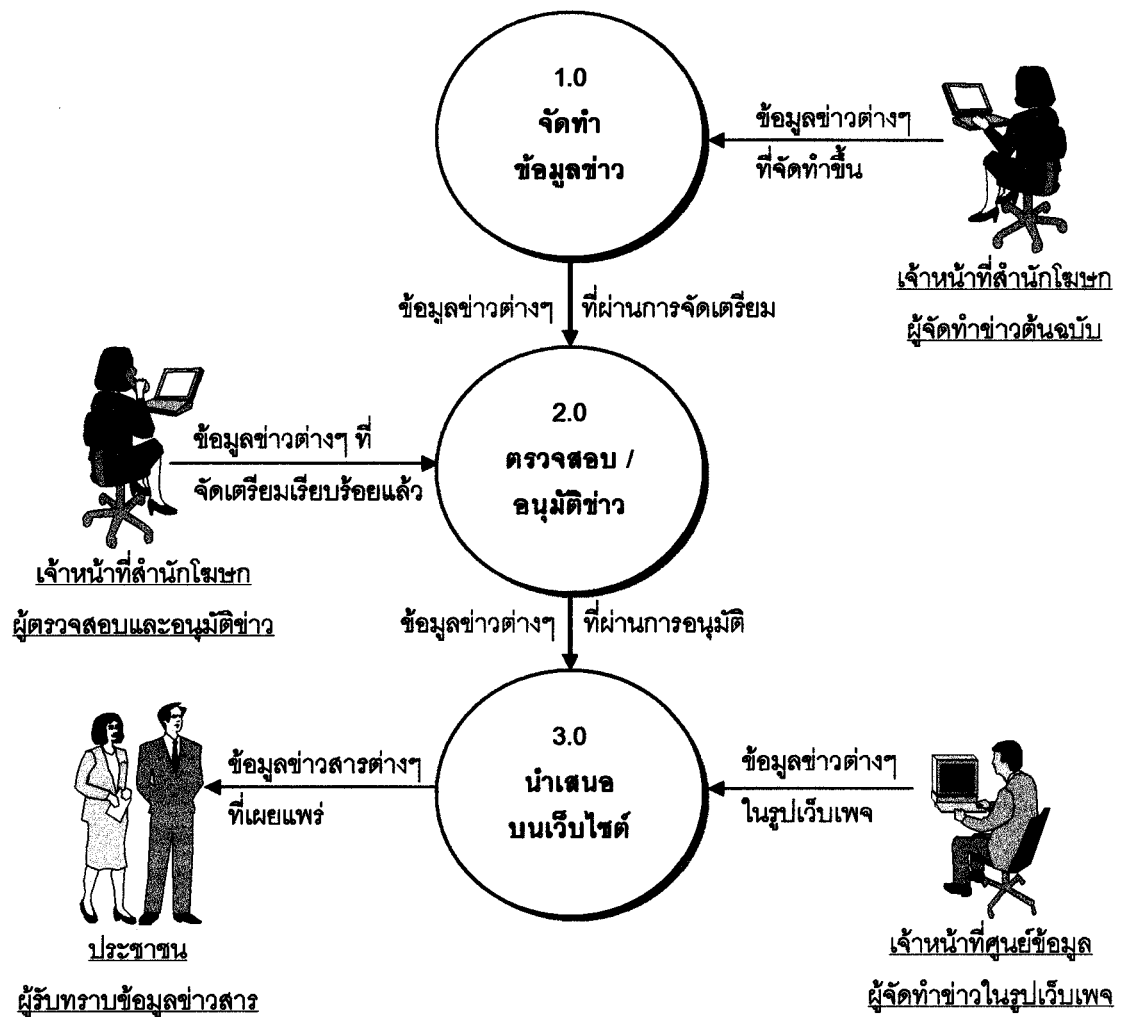 1.0
จัดทำ
ข้อมูลข่าว
ข้อมูลข่าวต่างๆ
ที่จัดทำขึ้น
เจ้าหน้าที่สำนักโฆษก
ผู้จัดทำข่าวต้นฉบับ
ข้อมูลข่าวต่างๆ ที่ผ่านการจัดเตรียม
2.0
ตรวจสอบ /
อนุมัติข่าว
ข้อมูลข่าวต่างๆ ที่
จัดเตรียมเรียบร้อยแล้ว
เจ้าหน้าที่สำนักโฆษก
ผู้ตรวจสอบและอนุมัติข่าว
ข้อมูลข่าวต่างๆ ที่ผ่านการอนุมัติ
3.0
นำเสนอ
บนเว็บไซต์
ข้อมูลข่าวสารต่างๆ
ที่เผยแพร่
ประชาชน
ผู้รับทราบข้อมูลข่าวสาร
ข้อมูลข่าวต่างๆ
ในรูปเว็บเพจ
เจ้าหน้าที่ศูนย์ข้อมูล
ผู้จัดทำข่าวในรูปเว็บเพจ